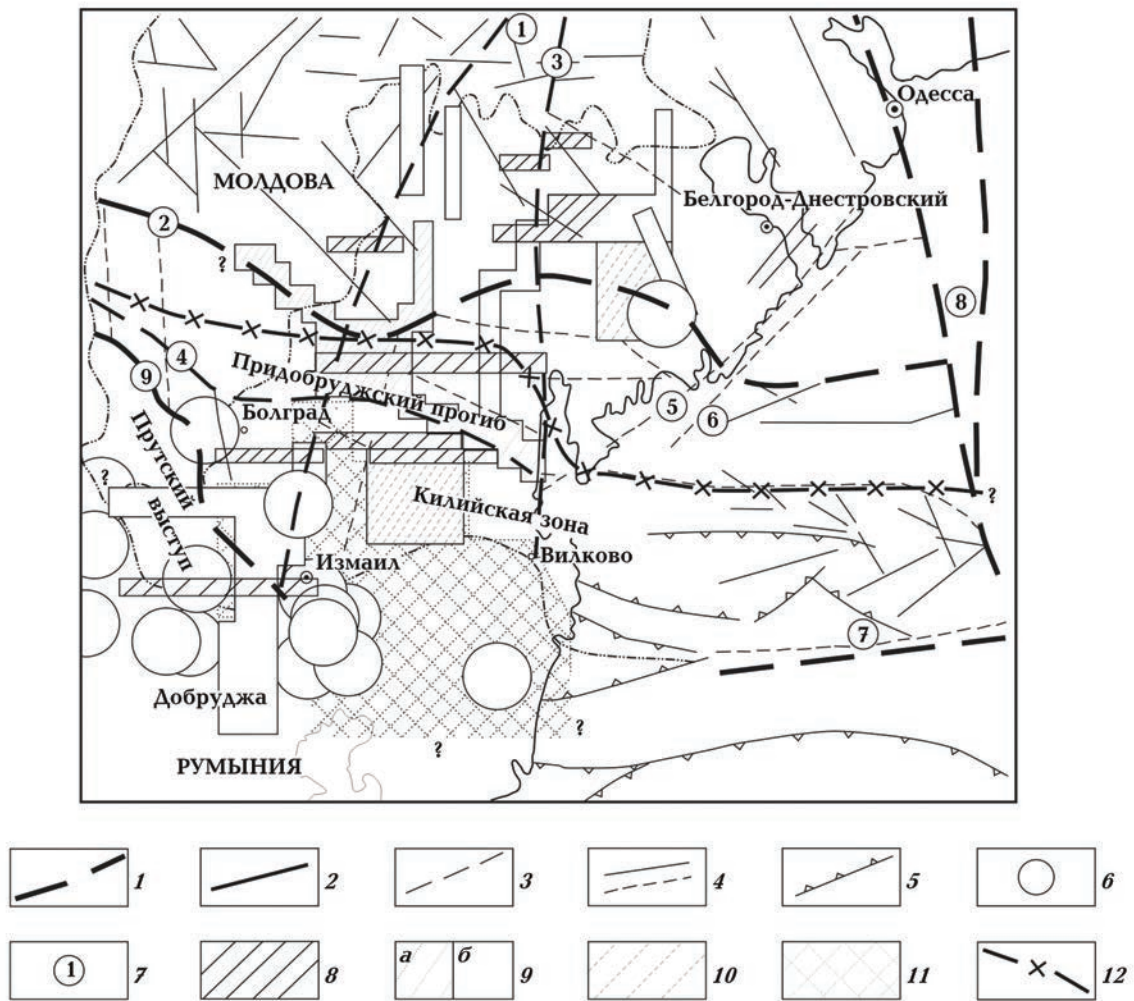 1
3
Одесса
МОЛДОВА
Белгород-Днестровский
2
?
8
4
9
Придобруджский прогиб
Болград
5
6
Прутский
выступ
?
?
Килийская зона
Вилково
Измаил
7
Добруджа
?
?
РУМЫНИЯ
1
2
3
4
5
6
1
7
8
а
б
9
10
11
12